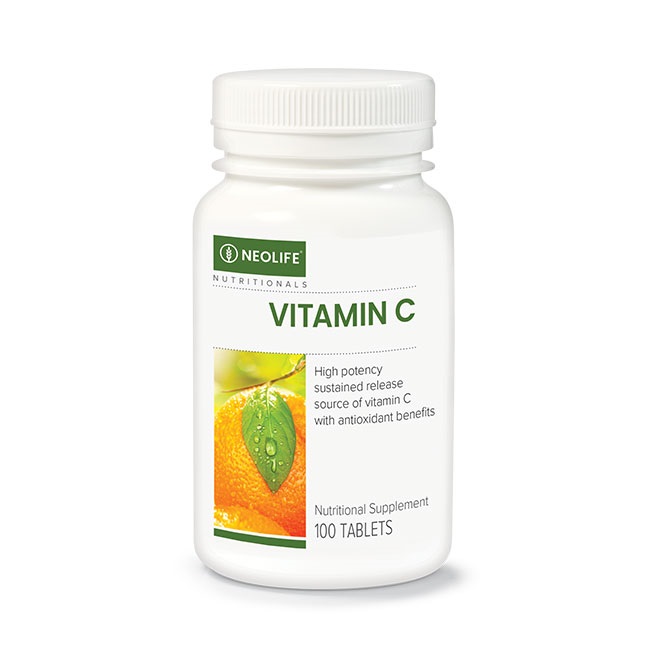 NEOLIFE®
NUTRITIONALS
VITAMIN C
High potency
sustained release
source of vitamin C
with antioxidant benefits
Nutritional Supplement
100 TABLETS